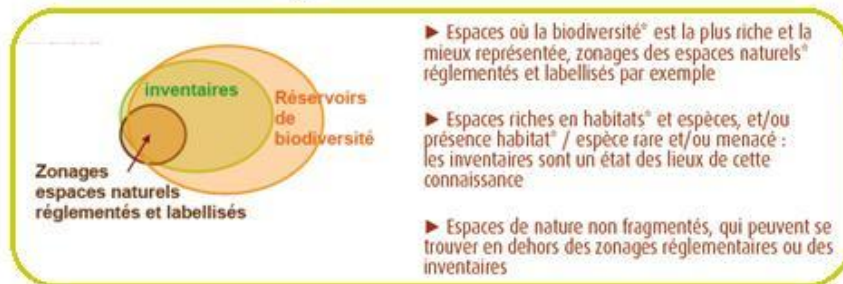 inventaires
Réservoirs
de
biodiversité
Zonages
espaces naturels
réglementés et labellisés
► Espaces où la biodiversité* est la plus riche et la
mieux représentée, zonages des espaces naturels*
réglementés et labellisés par exemple
► Espaces riches en habitats* et espèces, et/ou
présence habitat* / espèce rare et/ou menacé :
les inventaires sont un état des lieux de cette
connaissance
► Espaces de nature non fragmentés, qui peuvent se
trouver en dehors des zonages réglementaires ou des
inventaires